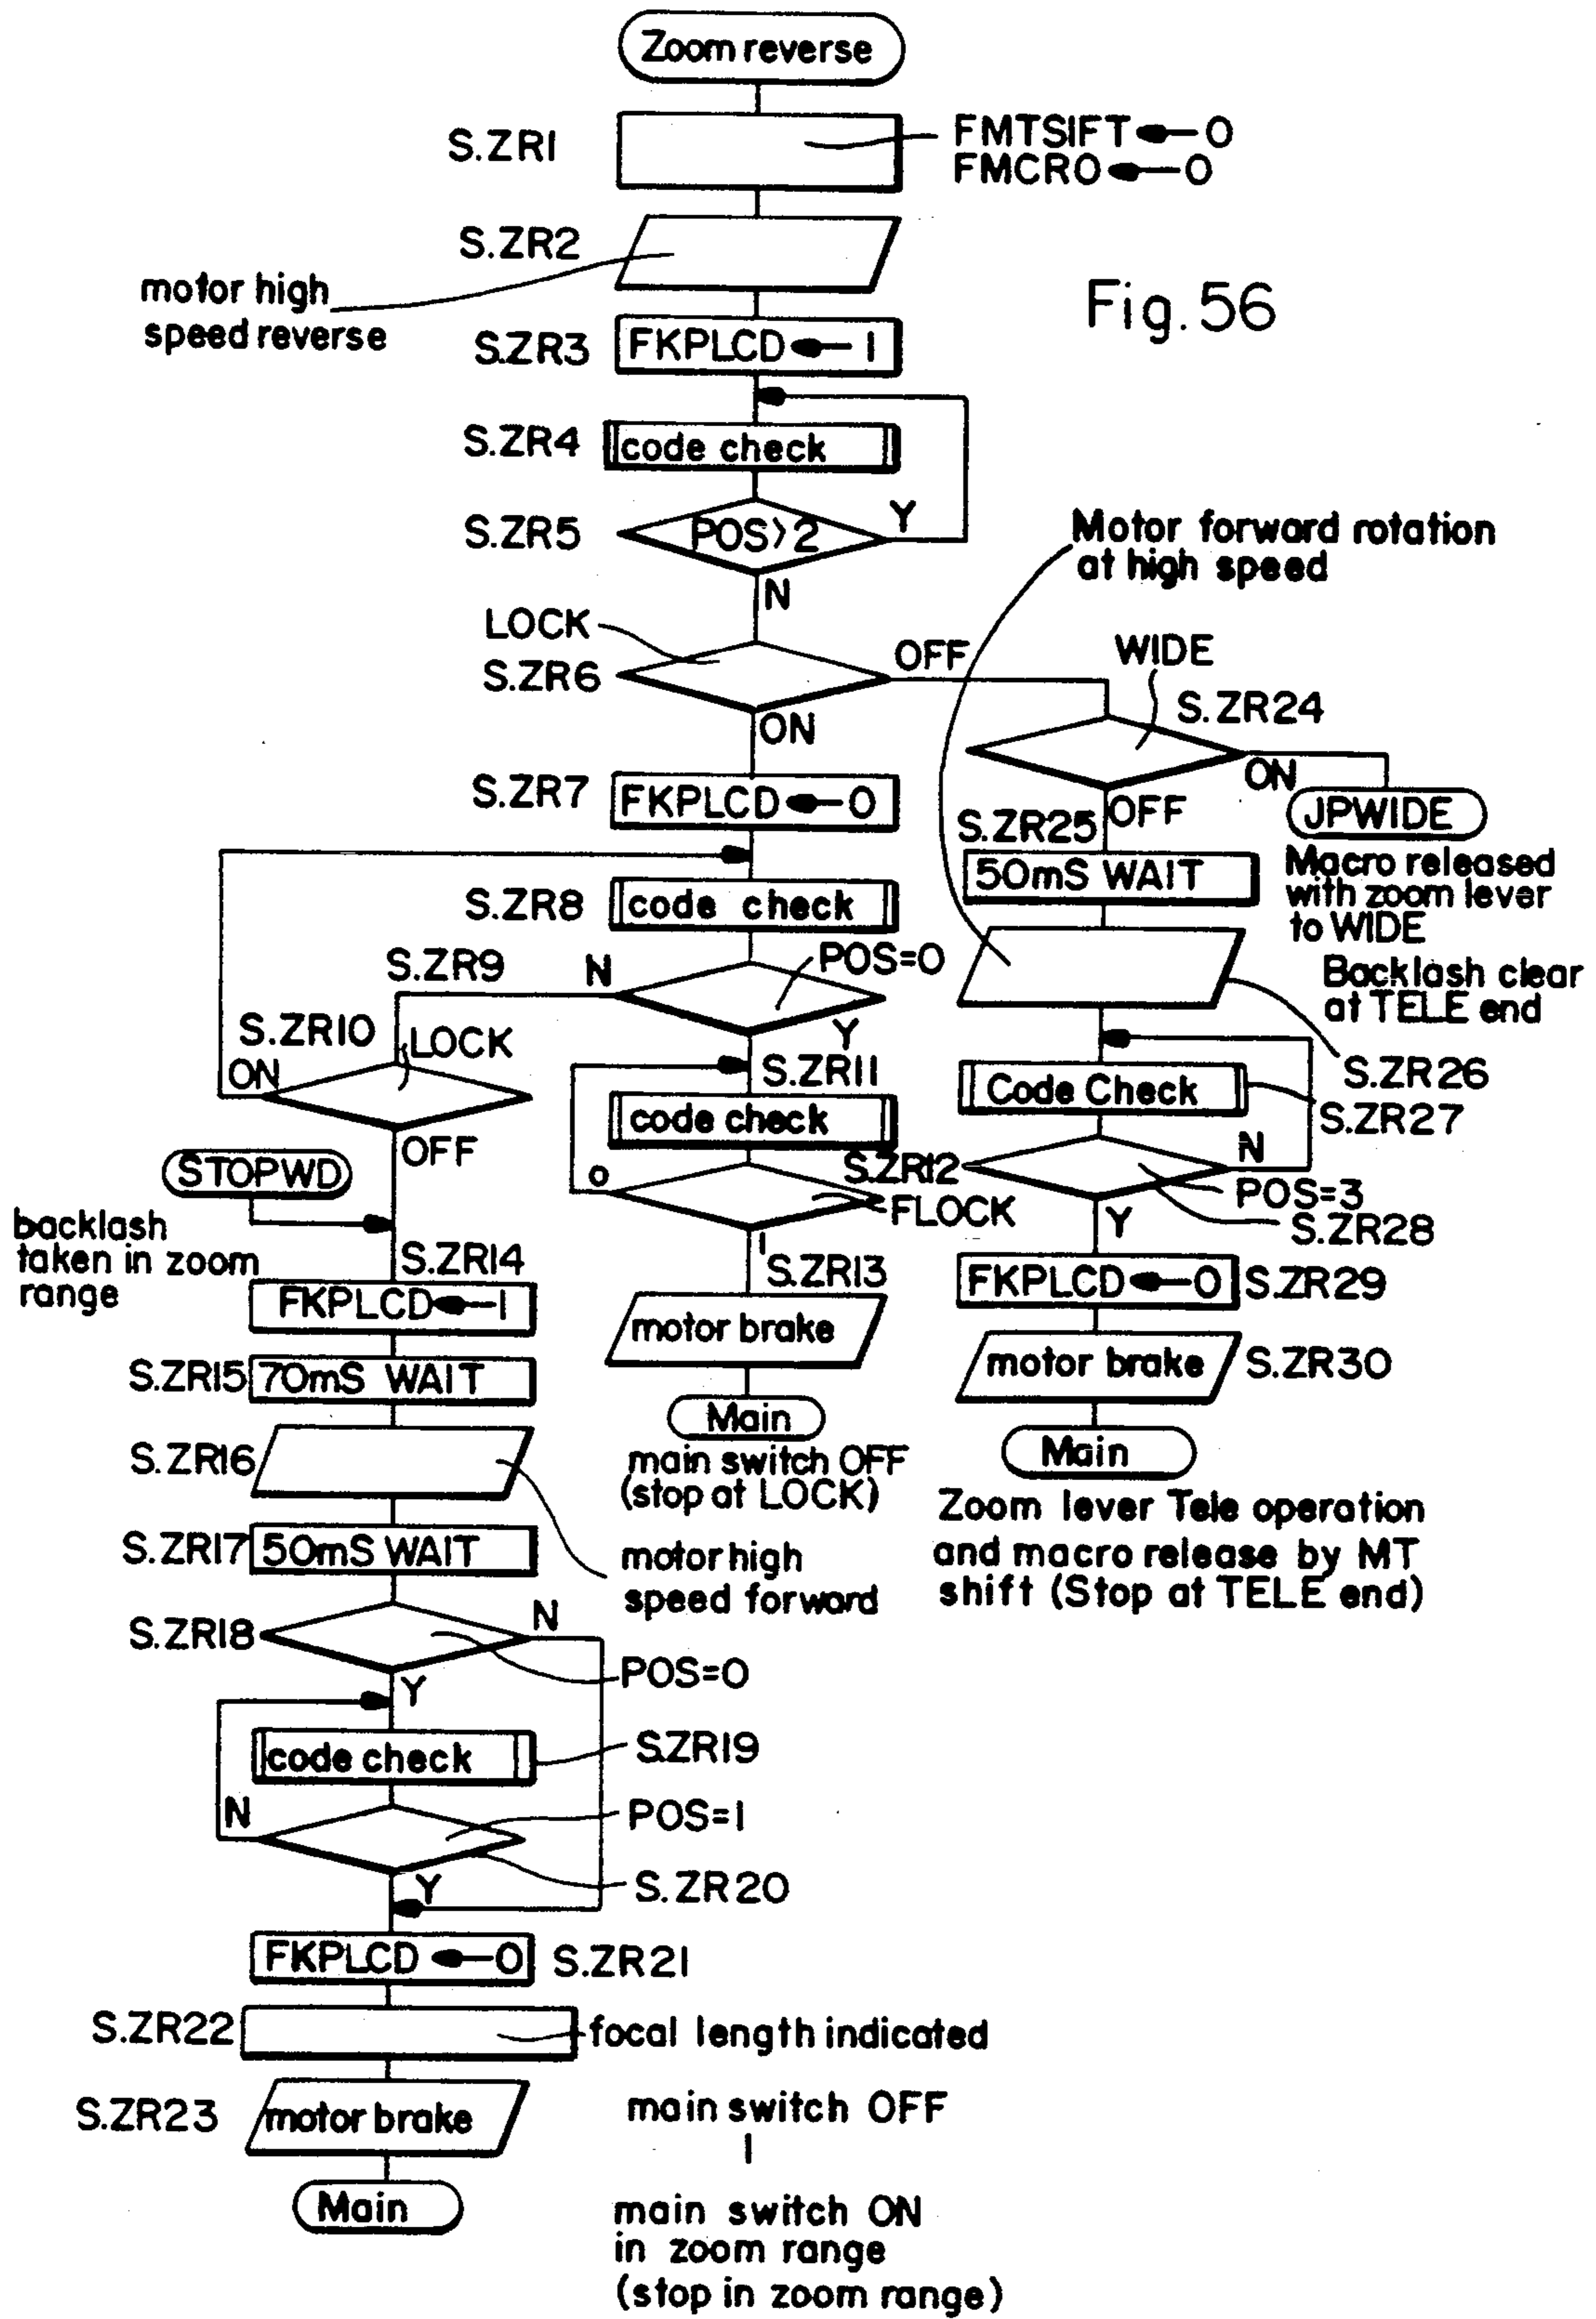 Zoom reverse
S.ZR1
FMTSIFT ← 0
FMCRO ← 0
S.ZR2
motor high
speed reverse
Fig. 56
S.ZR3
FKPLCD ← 1
S.ZR4
code check
S.ZR5
POS>2
Y
N
Motor forward rotation
at high speed
LOCK
S.ZR6
OFF
ON
WIDE
S.ZR24
ON
OFF
JPWIDE
Macro released
with zoom lever
to WIDE
S.ZR7
FKPLCD ← 0
S.ZR25
50mS WAIT
S.ZR8
code check
S.ZR9
N
POS=0
Y
Backlash clear
at TELE end
S.ZR26
S.ZR10
LOCK
ON
OFF
S.ZR11
code check
Code Check
S.ZR27
STOPWD
backlash
taken in zoom
range
S.ZR12
0
FLOCK
1
N
POS=3
S.ZR28
Y
S.ZR14
FKPLCD ← 1
S.ZR13
motor brake
FKPLCD ← 0
S.ZR29
S.ZR15
70mS WAIT
Main
main switch OFF
(stop at LOCK)
motor brake
S.ZR30
Main
Zoom lever Tele operation
and macro release by MT
shift (Stop at TELE end)
S.ZR16
motor high
speed forward
S.ZR17
50mS WAIT
S.ZR18
N
POS=0
Y
code check
S.ZR19
N
POS=1
S.ZR20
Y
FKPLCD ← 0
S.ZR21
S.ZR22
focal length indicated
S.ZR23
motor brake
Main
main switch OFF
|
main switch ON
in zoom range
(stop in zoom range)